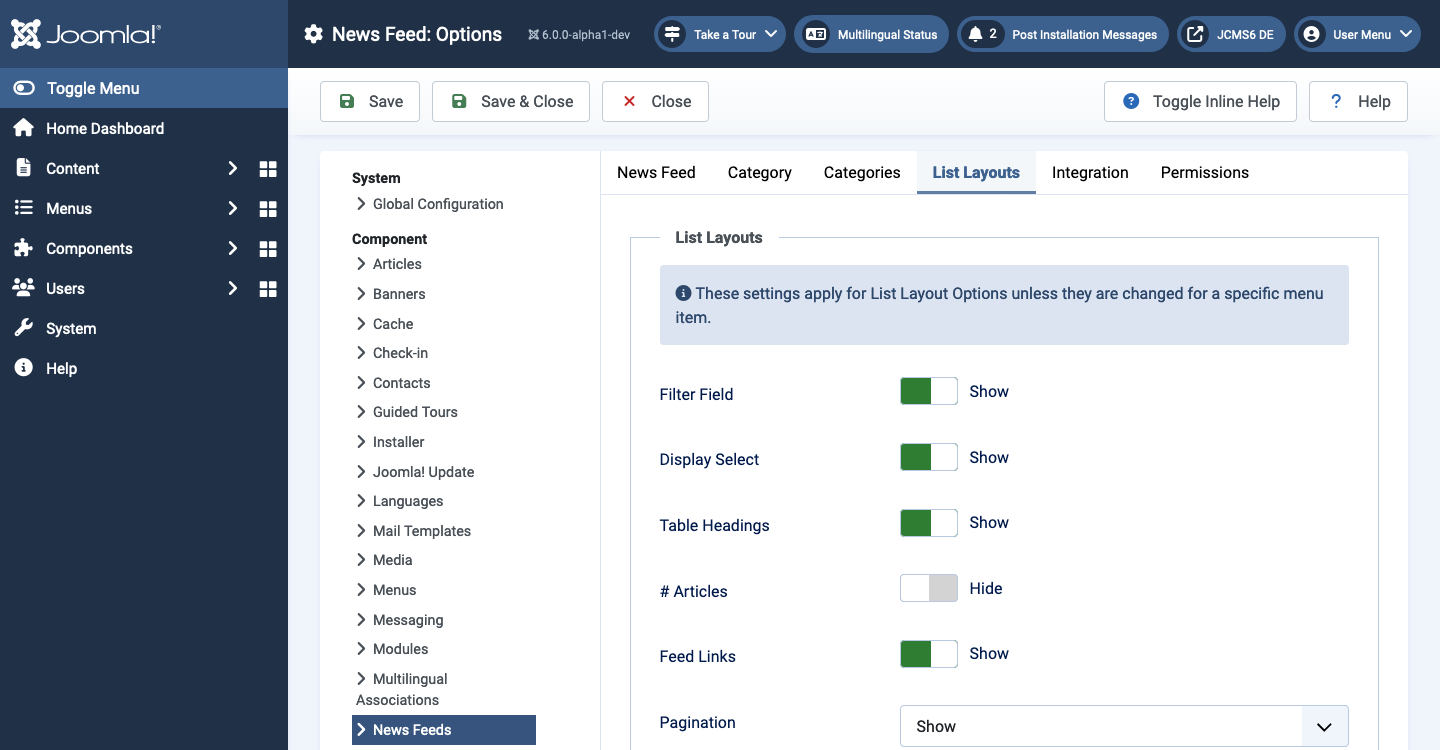 Joomla!®
News Feed: Options
6.0.0-alpha1-dev
Take a Tour
Multilingual Status
2 Post Installation Messages
JCMS6 DE
User Menu
Toggle Menu
Home Dashboard
Content
Menus
Components
Users
System
Help
Save
Save & Close
Close
Toggle Inline Help
? Help
System
Global Configuration
Component
Articles
Banners
Cache
Check-in
Contacts
Guided Tours
Installer
Joomla! Update
Languages
Mail Templates
Media
Menus
Messaging
Modules
Multilingual
Associations
News Feeds
News Feed
Category
Categories
List Layouts
Integration
Permissions
List Layouts
These settings apply for List Layout Options unless they are changed for a specific menu
item.
Filter Field
Show
Display Select
Show
Table Headings
Show
# Articles
Hide
Feed Links
Show
Pagination
Show